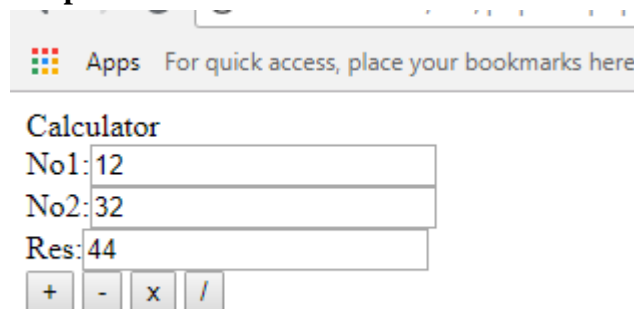 Apps For quick access, place your bookmarks here
Calculator
No1: 12
No2: 32
Res: 44
+ - x /